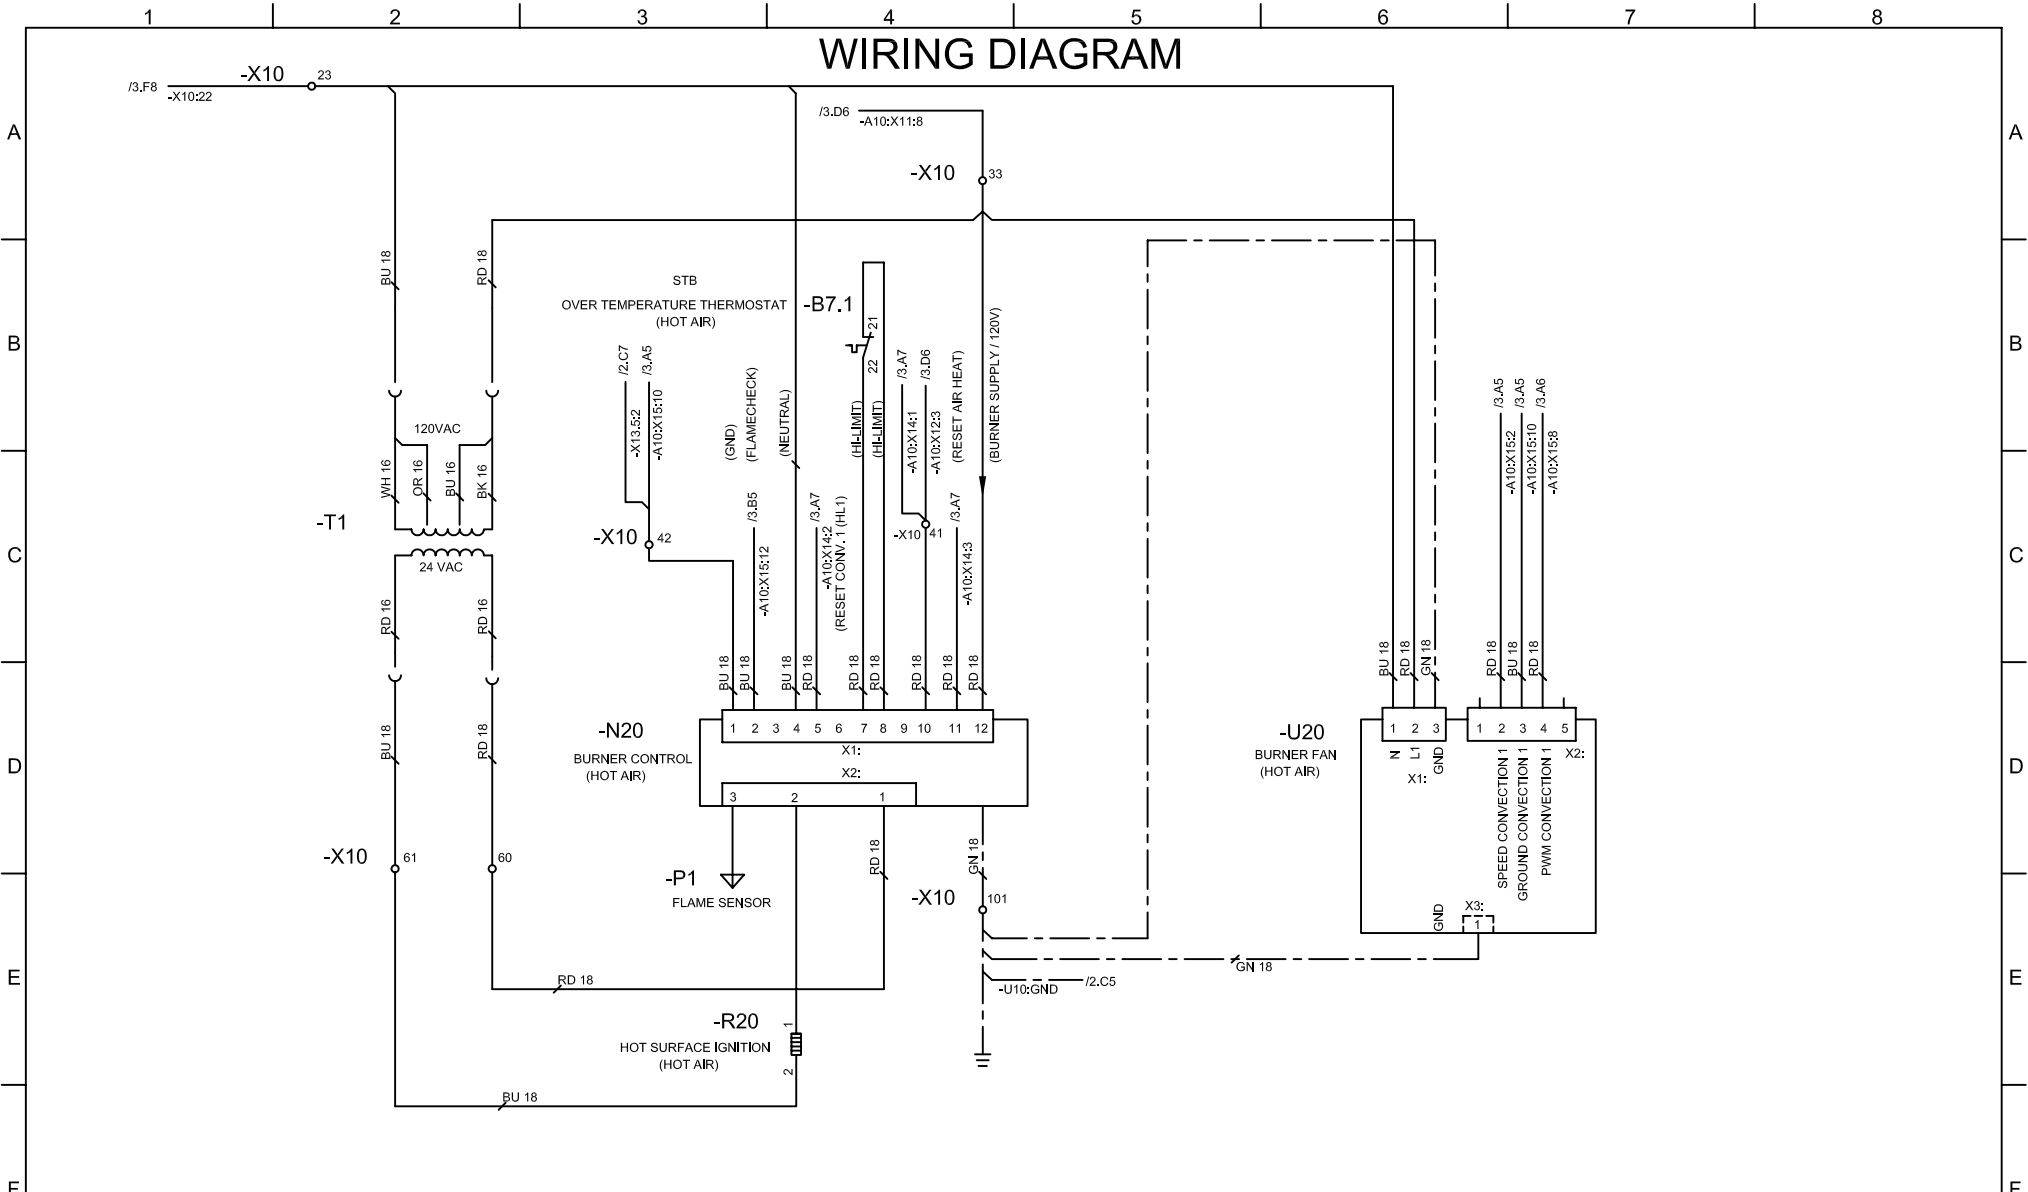 1 2 3 4 5 6 7 8
WIRING DIAGRAM
/3.F8
-X10:22
-X10
23
/3.D6
-A10:X11:8
A
A
-X10
33
BU 18
RD 18
STB
OVER TEMPERATURE THERMOSTAT
(HOT AIR)
-B7.1
21
22
B
B
/2.C7
-X13.5:2
/3.A5
-A10:X15:10
(GND)
(FLAMECHECK)
(NEUTRAL)
(HI-LIMIT)
(HI-LIMIT)
/3.A7
-A10:X14:1
/3.D6
-A10:X12:3
(RESET AIR HEAT)
(BURNER SUPPLY / 120V)
/3.A5
-A10:X15:2
/3.A5
-A10:X15:10
/3.A6
-A10:X15:8
120VAC
WH 16
OR 16
BU 16
BK 16
-T1
24 VAC
C
C
-X10
42
/3.B5
-A10:X15:12
/3.A7
-A10:X14:2
(RESET CONV. 1 (HL1)
-X10
41
/3.A7
-A10:X14:3
RD 16
RD 16
BU 18
BU 18
BU 18
RD 18
RD 18
RD 18
RD 18
RD 18
RD 18
BU 18
RD 18
GN 18
RD 18
BU 18
RD 18
-N20
BURNER CONTROL
(HOT AIR)
1 2 3 4 5 6 7 8 9 10 11 12
X1:
X2:
3 2 1
-U20
BURNER FAN
(HOT AIR)
1 2 3
N
L1
GND
X1:
1 2 3 4 5
X2:
SPEED CONVECTION 1
GROUND CONVECTION 1
PWM CONVECTION 1
BU 18
RD 18
D
D
-X10
61
60
-P1
FLAME SENSOR
RD 18
GN 18
-X10
101
GND
X3:
1
E
E
RD 18
GN 18
-U10:GND
/2.C5
-R20
HOT SURFACE IGNITION
(HOT AIR)
1
2
BU 18
F
F